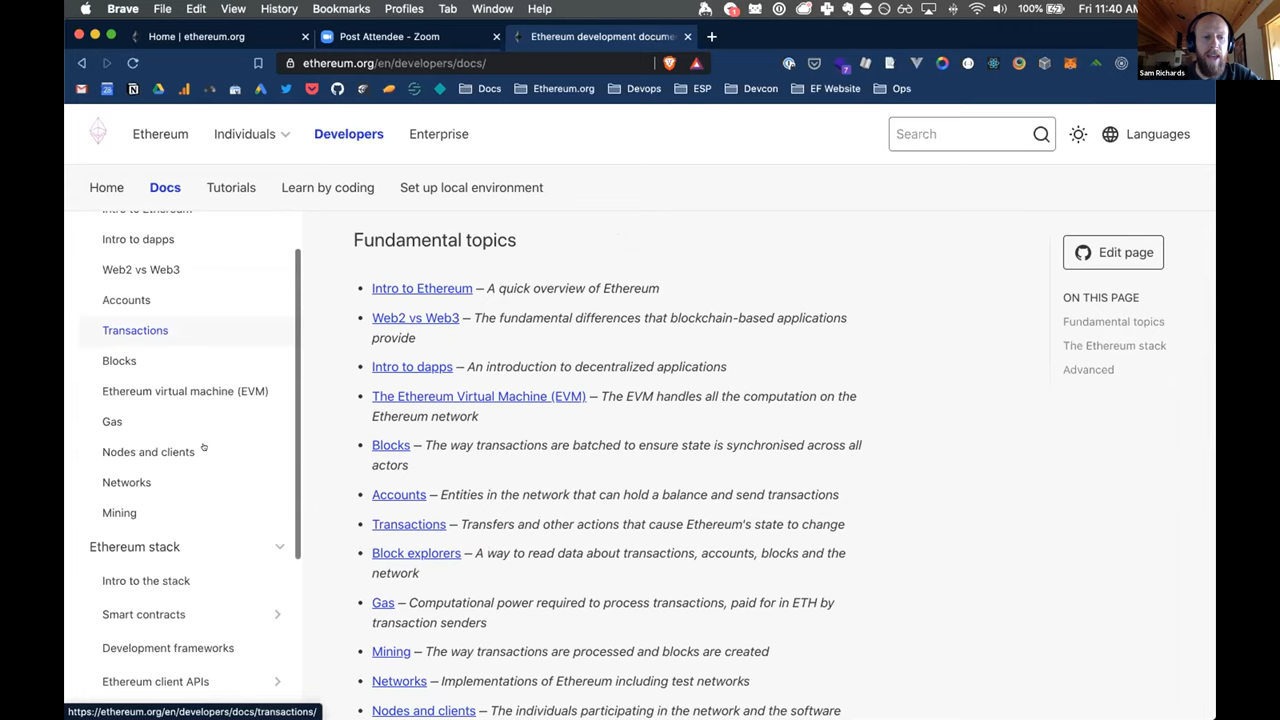 Brave File Edit View History Bookmarks Profiles Tab Window Help 1 100% Fri 11:40 AM
Home | ethereum.org × Post Attendee - Zoom × Ethereum development docume × +
ethereum.org/en/developers/docs/
Docs Ethereum.org Devops ESP Devcon EF Website Ops
Sam Richards
Ethereum Individuals Developers Enterprise Search Languages
Home Docs Tutorials Learn by coding Set up local environment
Intro to Ethereum
Intro to dapps
Web2 vs Web3
Accounts
Transactions
Blocks
Ethereum virtual machine (EVM)
Gas
Nodes and clients
Networks
Mining
Ethereum stack
Intro to the stack
Smart contracts
Development frameworks
Ethereum client APIs
https://ethereum.org/en/developers/docs/transactions/
Fundamental topics
• Intro to Ethereum — A quick overview of Ethereum
• Web2 vs Web3 — The fundamental differences that blockchain-based applications
provide
• Intro to dapps — An introduction to decentralized applications
• The Ethereum Virtual Machine (EVM) — The EVM handles all the computation on the
Ethereum network
• Blocks — The way transactions are batched to ensure state is synchronised across all
actors
• Accounts — Entities in the network that can hold a balance and send transactions
• Transactions — Transfers and other actions that cause Ethereum's state to change
• Block explorers — A way to read data about transactions, accounts, blocks and the
network
• Gas — Computational power required to process transactions, paid for in ETH by
transaction senders
• Mining — The way transactions are processed and blocks are created
• Networks — Implementations of Ethereum including test networks
• Nodes and clients — The individuals participating in the network and the software
Edit page
ON THIS PAGE
Fundamental topics
The Ethereum stack
Advanced